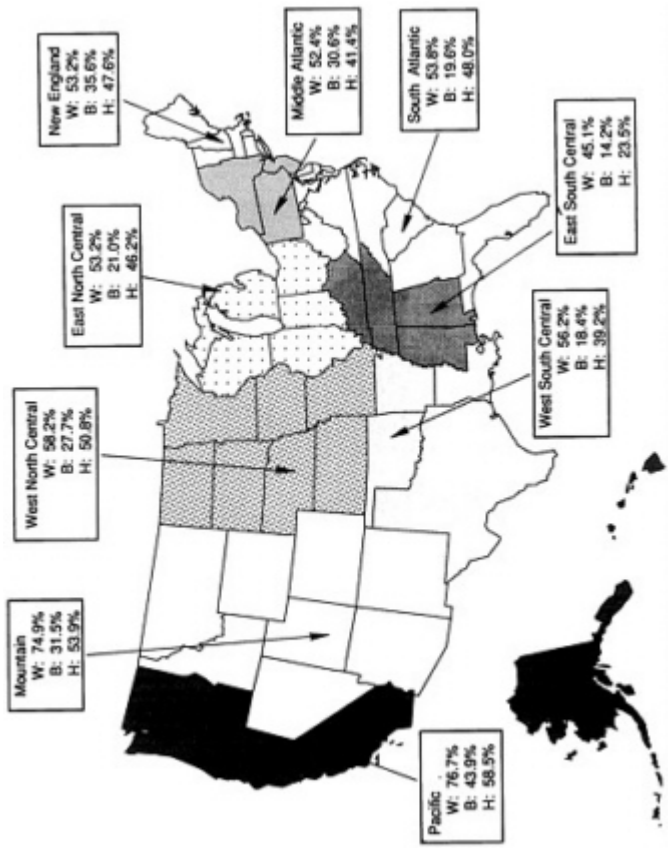 Pacific
W: 76.7%
B: 43.9%
H: 58.5%
Mountain
W: 74.9%
B: 31.5%
H: 53.9%
West North Central
W: 58.2%
B: 27.7%
H: 50.8%
West South Central
W: 56.2%
B: 18.4%
H: 39.2%
East North Central
W: 53.2%
B: 21.0%
H: 46.2%
East South Central
W: 45.1%
B: 14.2%
H: 23.5%
New England
W: 53.2%
B: 35.6%
H: 47.6%
Middle Atlantic
W: 52.4%
B: 30.6%
H: 41.4%
South Atlantic
W: 53.8%
B: 19.6%
H: 48.0%